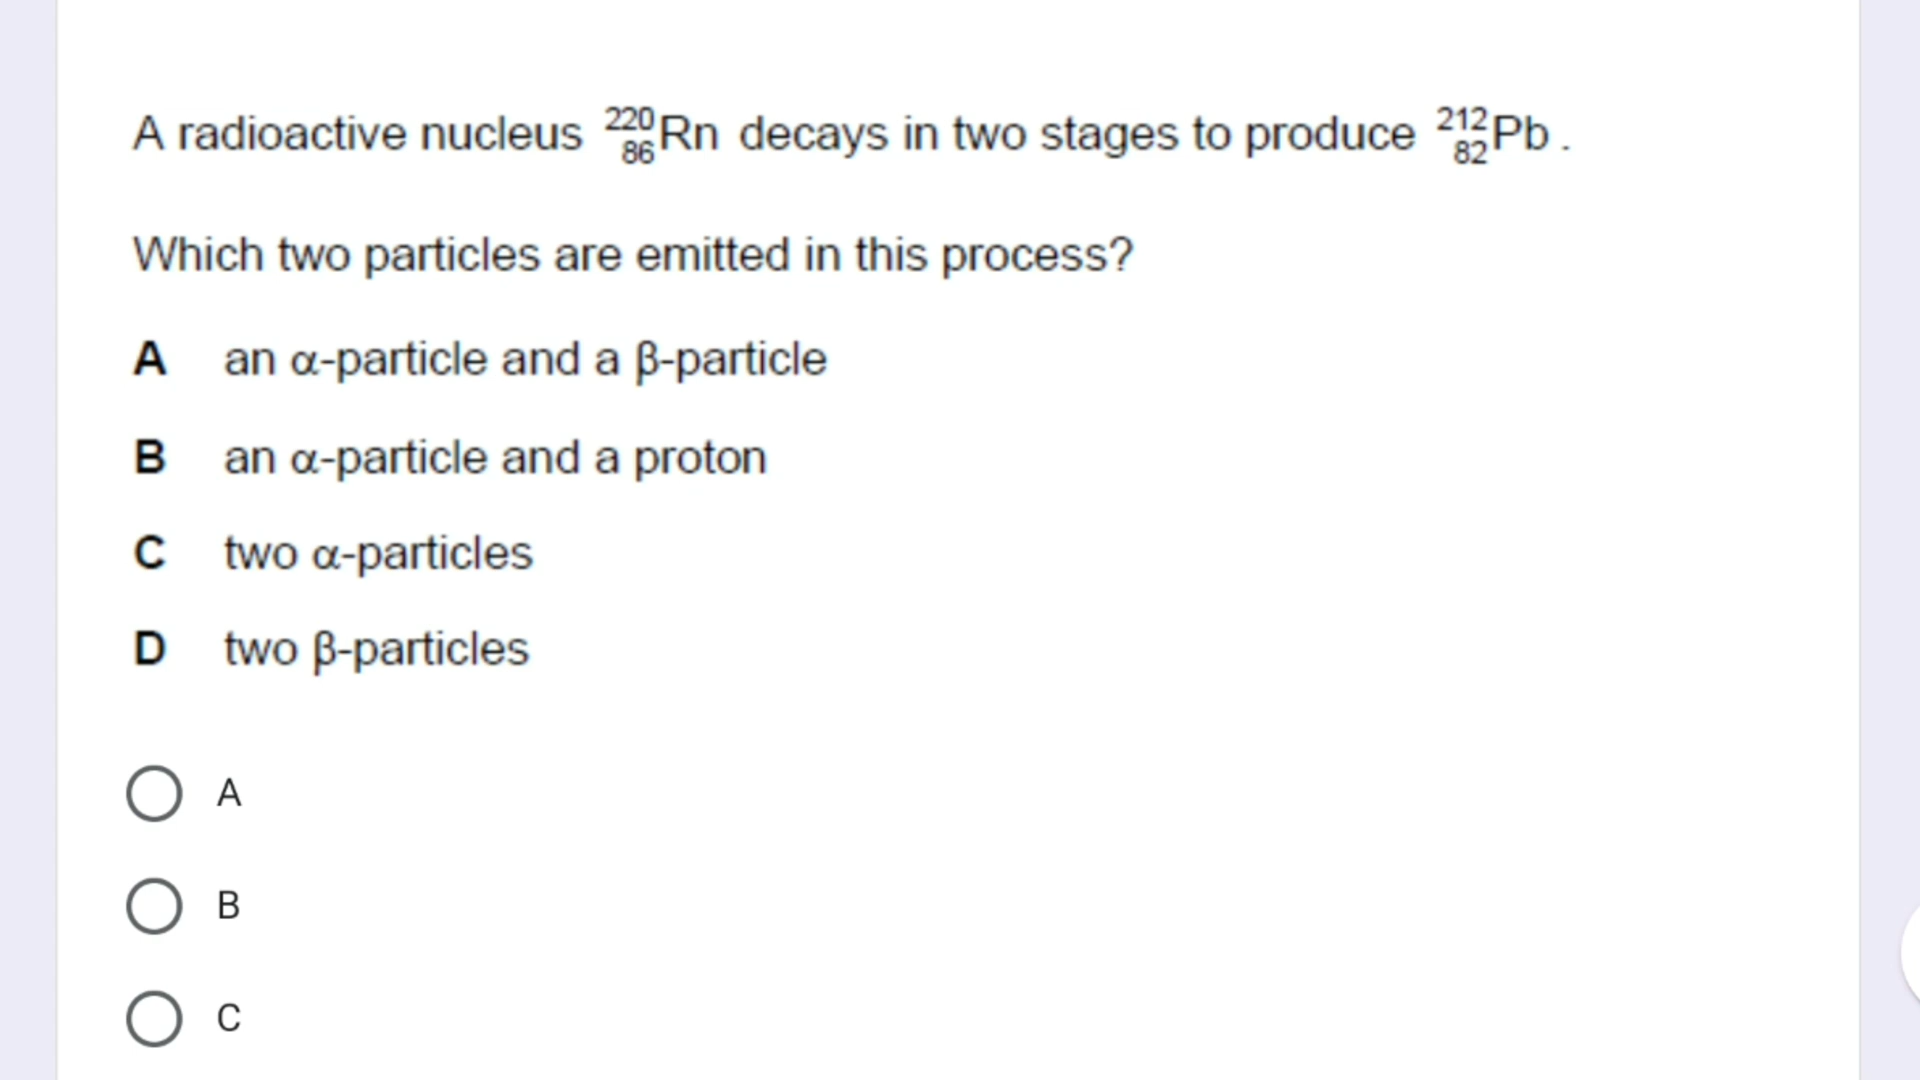 A radioactive nucleus ²²⁰₈₆Rn decays in two stages to produce ²¹²₈₂Pb.
Which two particles are emitted in this process?
A an α-particle and a β-particle
B an α-particle and a proton
C two α-particles
D two β-particles
A
B
C